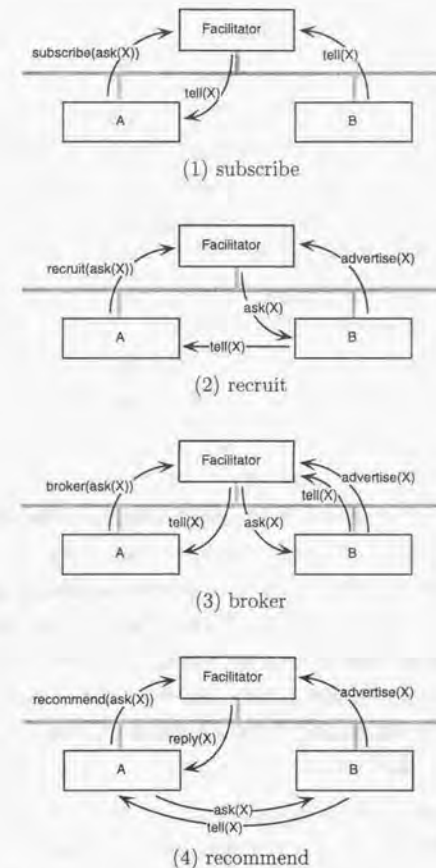 Facilitator
subscribe(ask(X))
tell(X)
tell(X)
A
B
(1) subscribe
Facilitator
recruit(ask(X))
advertise(X)
ask(X)
A
tell(X)
B
(2) recruit
Facilitator
broker(ask(X))
advertise(X)
tell(X)
tell(X)
ask(X)
A
B
(3) broker
Facilitator
recommend(ask(X))
advertise(X)
reply(X)
A
B
ask(X)
tell(X)
(4) recommend